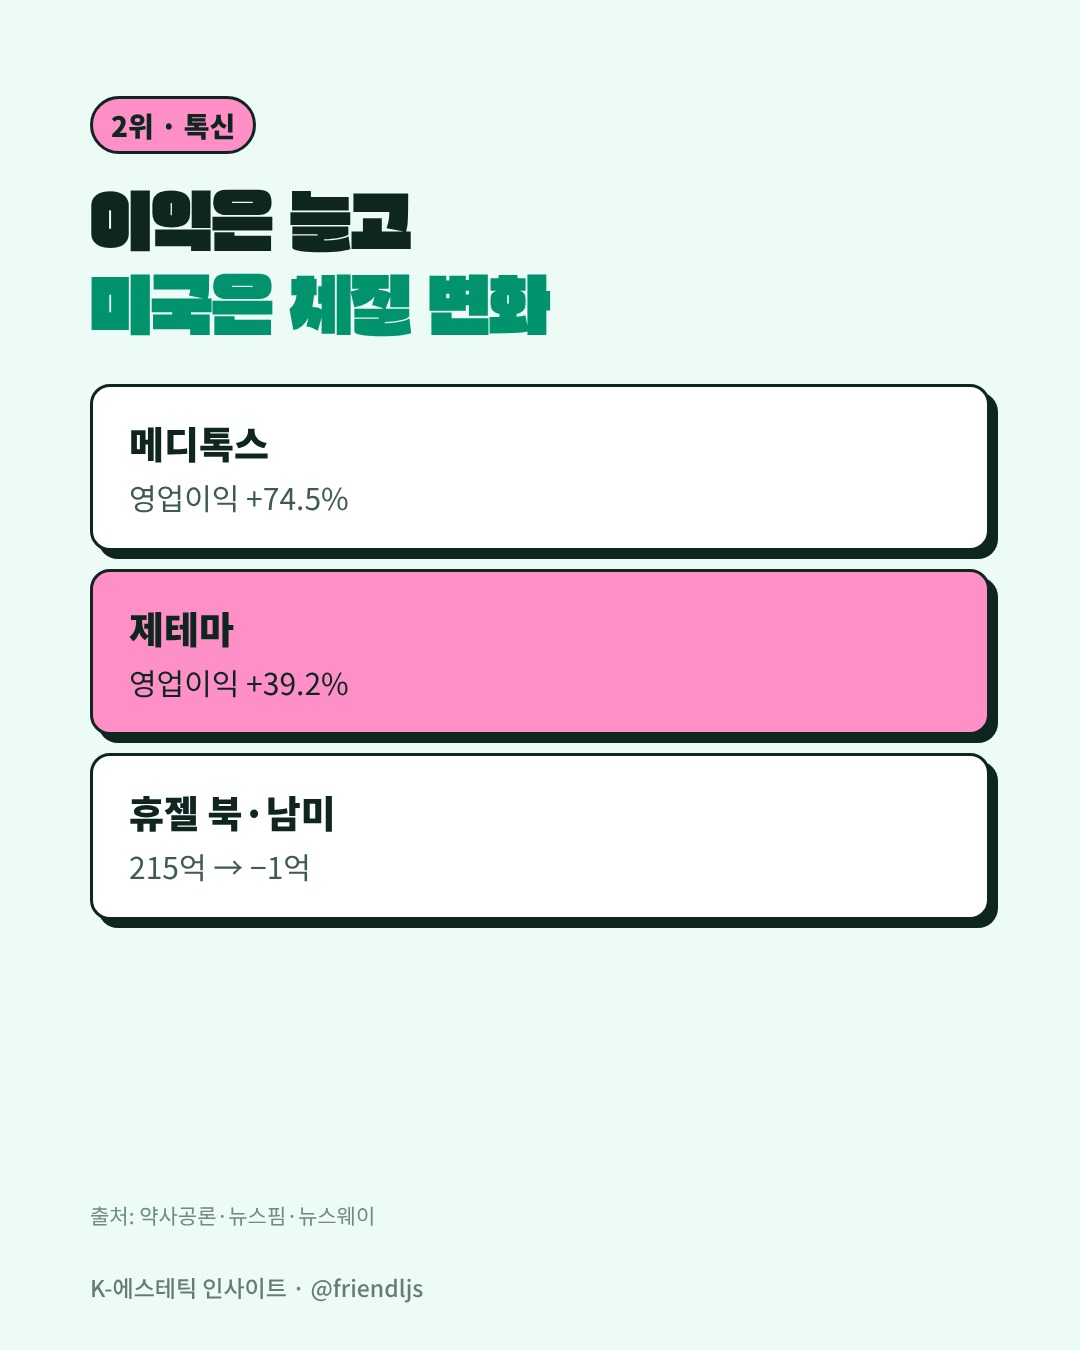 2위 · 톡신
이익은 늘고
미국은 체질 변화
메디톡스
영업이익 +74.5%
제테마
영업이익 +39.2%
휴젤 북·남미
215억 → −1억
출처: 약사공론·뉴스핌·뉴스웨이
K-에스테틱 인사이트 · @friendljs